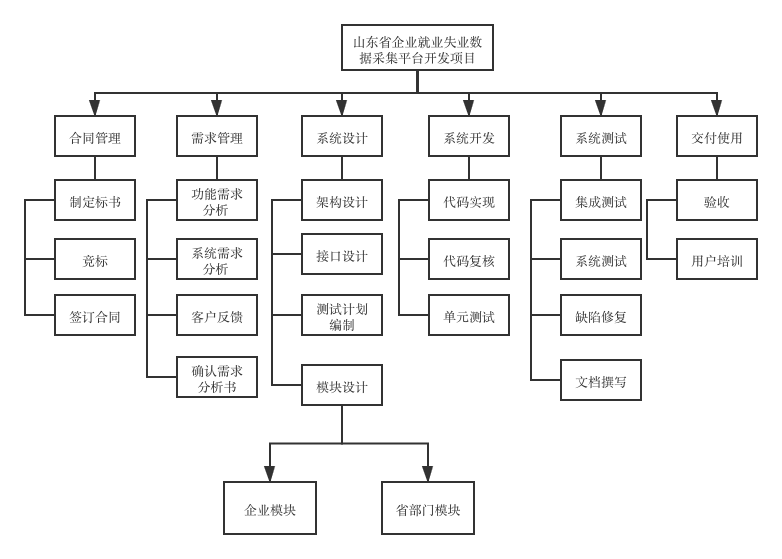 山东省企业就业失业数
据采集平台开发项目
合同管理
需求管理
系统设计
系统开发
系统测试
交付使用
制定标书
功能需求
分析
架构设计
代码实现
集成测试
验收
竞标
系统需求
分析
接口设计
代码复核
系统测试
用户培训
签订合同
客户反馈
测试计划
编制
单元测试
缺陷修复
确认需求
分析书
模块设计
文档撰写
企业模块
省部门模块